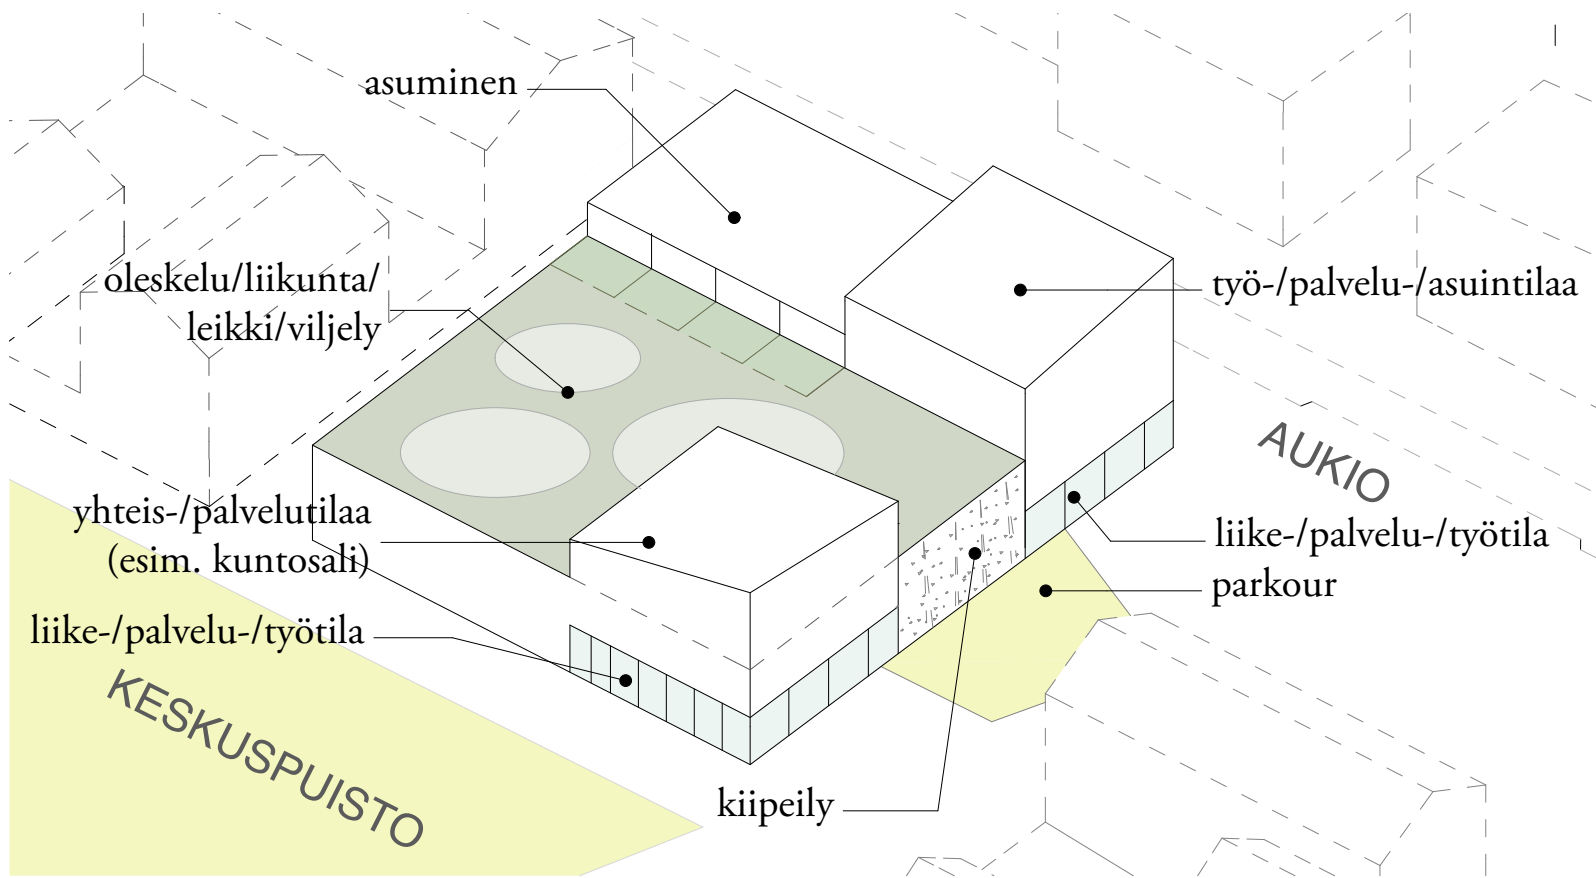 asuminen
oleskelu/liikunta/
leikki/viljely
työ-/palvelu-/asuintilaa
AUKIO
yhteis-/palvelutilaa
(esim. kuntosali)
liike-/palvelu-/työtila
parkour
liike-/palvelu-/työtila
KESKUSPUISTO
kiipeily